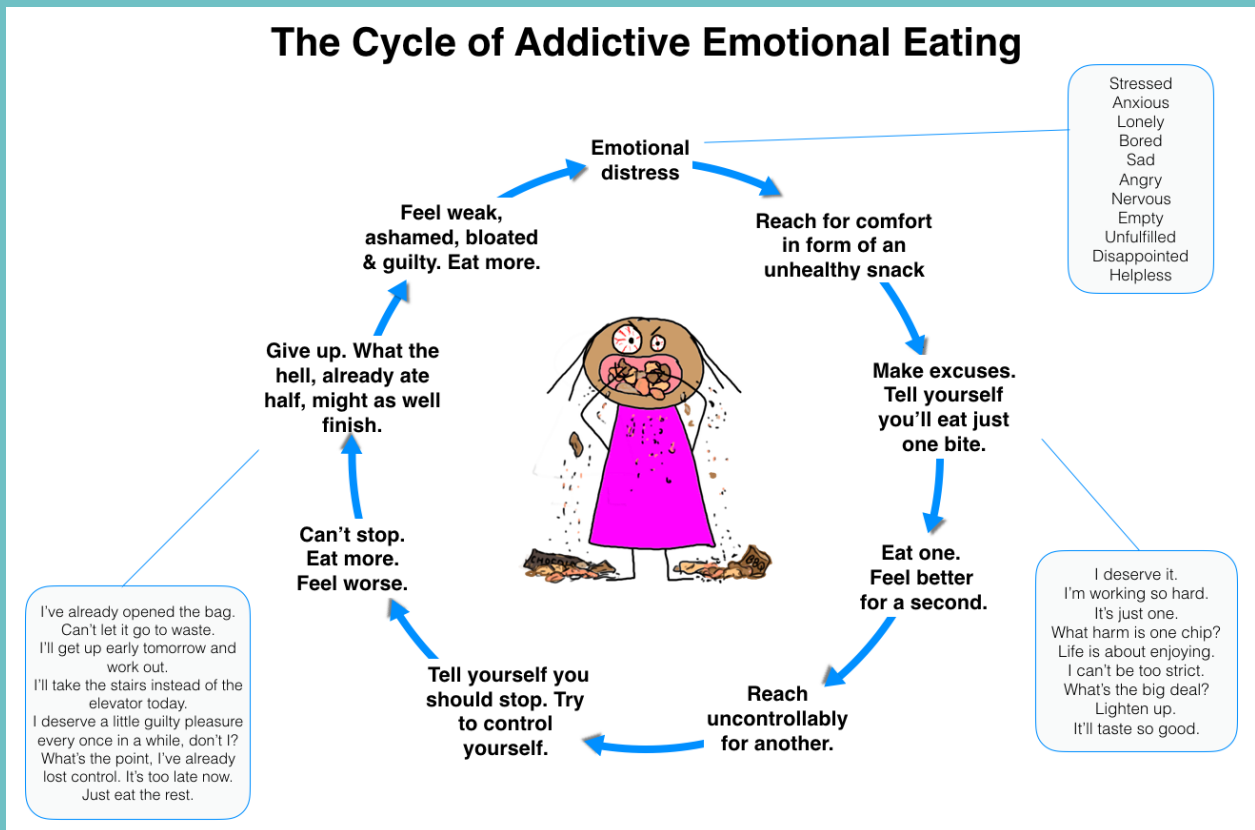 The Cycle of Addictive Emotional Eating
Emotional
distress
Stressed
Anxious
Lonely
Bored
Sad
Angry
Nervous
Empty
Unfulfilled
Disappointed
Helpless
Reach for comfort
in form of an
unhealthy snack
Make excuses.
Tell yourself
you'll eat just
one bite.
I deserve it.
I'm working so hard.
It's just one.
What harm is one chip?
Life is about enjoying.
I can't be too strict.
What's the big deal?
Lighten up.
It'll taste so good.
Eat one.
Feel better
for a second.
Reach
uncontrollably
for another.
Tell yourself you
should stop. Try
to control
yourself.
Can't stop.
Eat more.
Feel worse.
Give up. What the
hell, already ate
half, might as well
finish.
I've already opened the bag.
Can't let it go to waste.
I'll get up early tomorrow and
work out.
I'll take the stairs instead of the
elevator today.
I deserve a little guilty pleasure
every once in a while, don't I?
What's the point, I've already
lost control. It's too late now.
Just eat the rest.
Feel weak,
ashamed, bloated
& guilty. Eat more.
BBQ